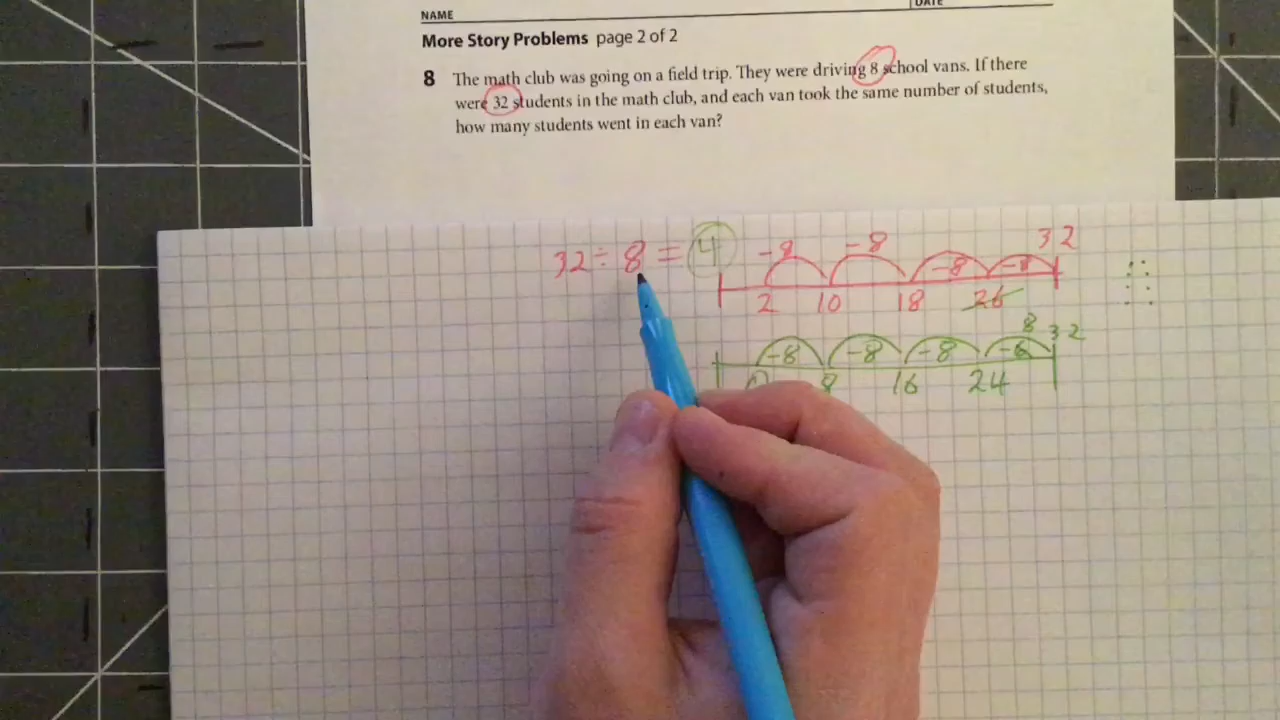 NAME
DATE
More Story Problems page 2 of 2
8 The math club was going on a field trip. They were driving 8 school vans. If there
were 32 students in the math club, and each van took the same number of students,
how many students went in each van?
32 ÷ 8 = 4
-8 -8 -8 -8 32
2 10 18 26
8 32
-8 -8 -8
0 8 16 24